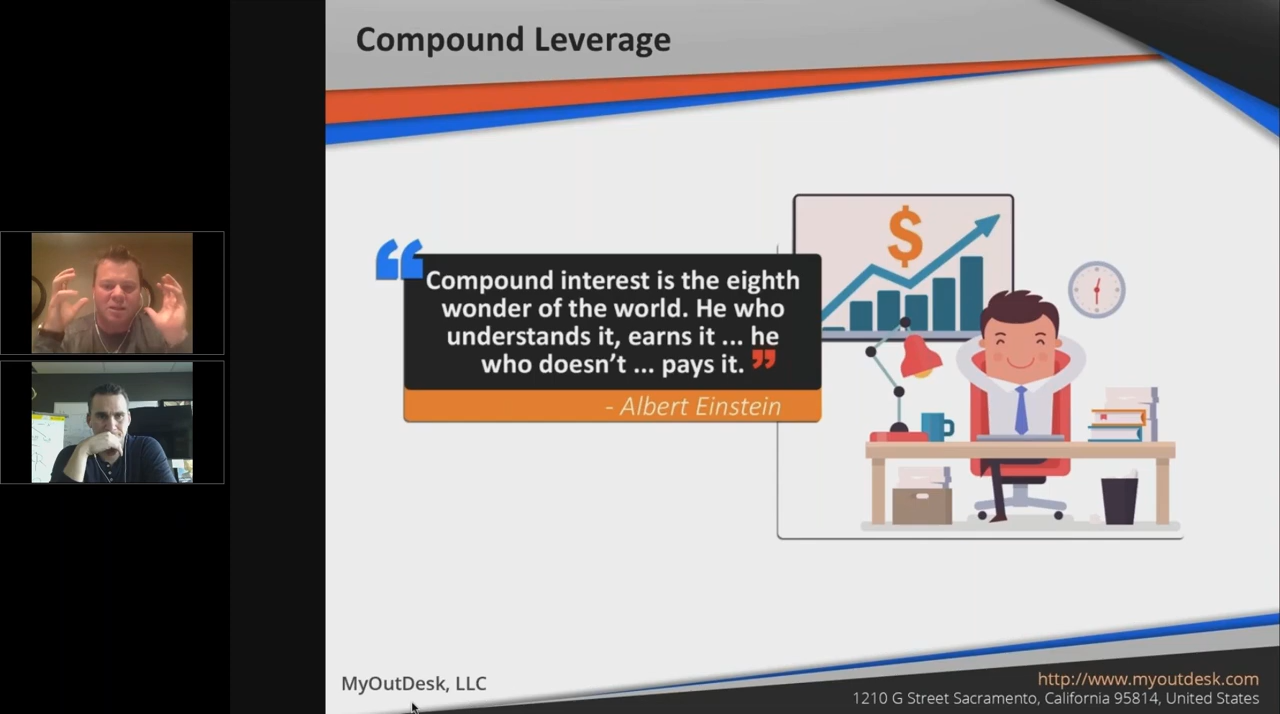 Compound Leverage
“ Compound interest is the eighth
wonder of the world. He who
understands it, earns it ... he
who doesn’t ... pays it. ”
- Albert Einstein
$
MyOutDesk, LLC
http://www.myoutdesk.com
1210 G Street Sacramento, California 95814, United States